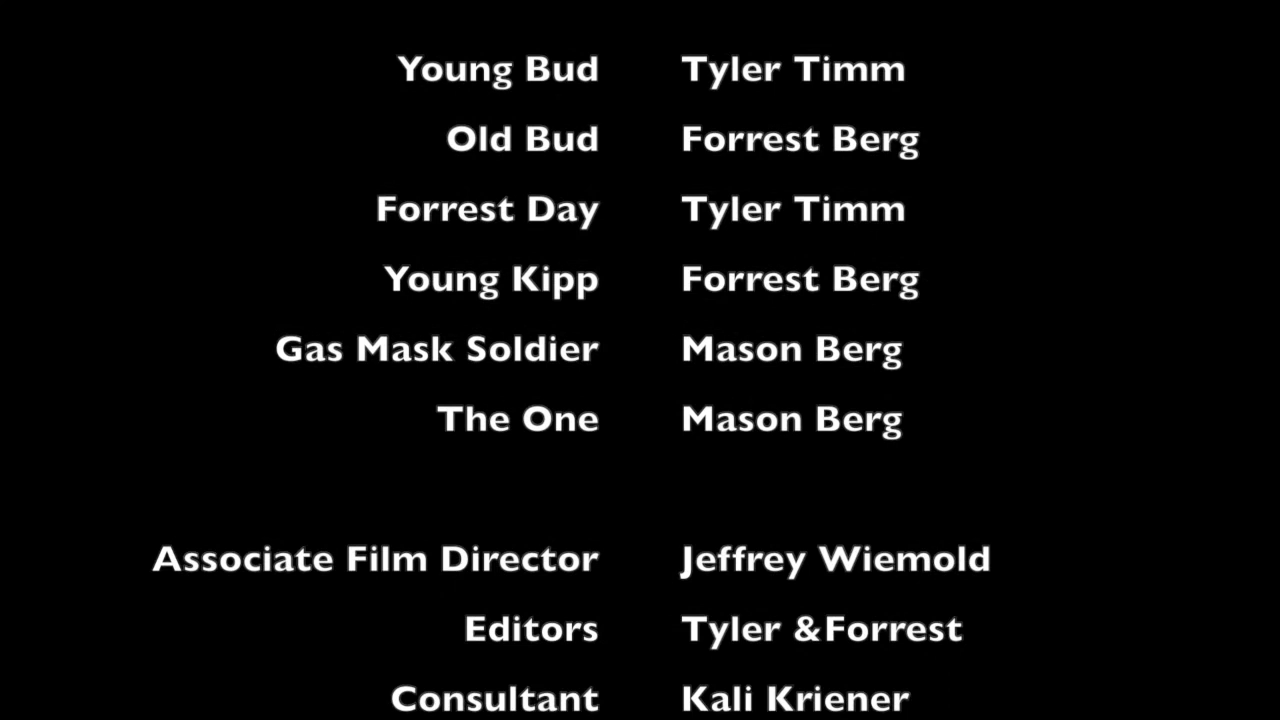 Young Bud Tyler Timm
Old Bud Forrest Berg
Forrest Day Tyler Timm
Young Kipp Forrest Berg
Gas Mask Soldier Mason Berg
The One Mason Berg
Associate Film Director Jeffrey Wiemold
Editors Tyler &Forrest
Consultant Kali Kriener